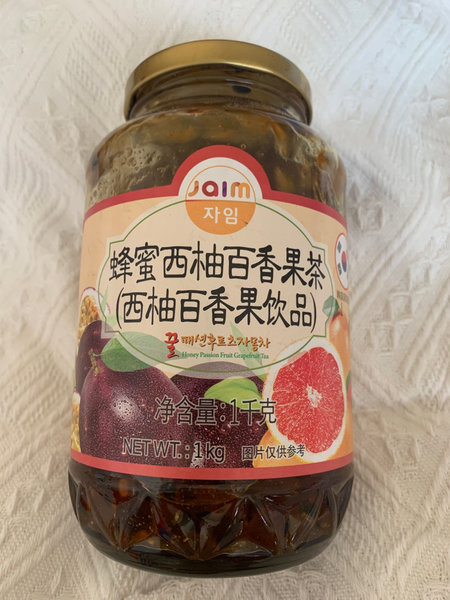 jaim
자임
蜂蜜西柚百香果茶
(西柚百香果饮品)
꿀패션후르츠자몽차
Honey Passion Fruit Grapefruit Tea
净含量:1千克
NET WT.: 1kg
图片仅供参考